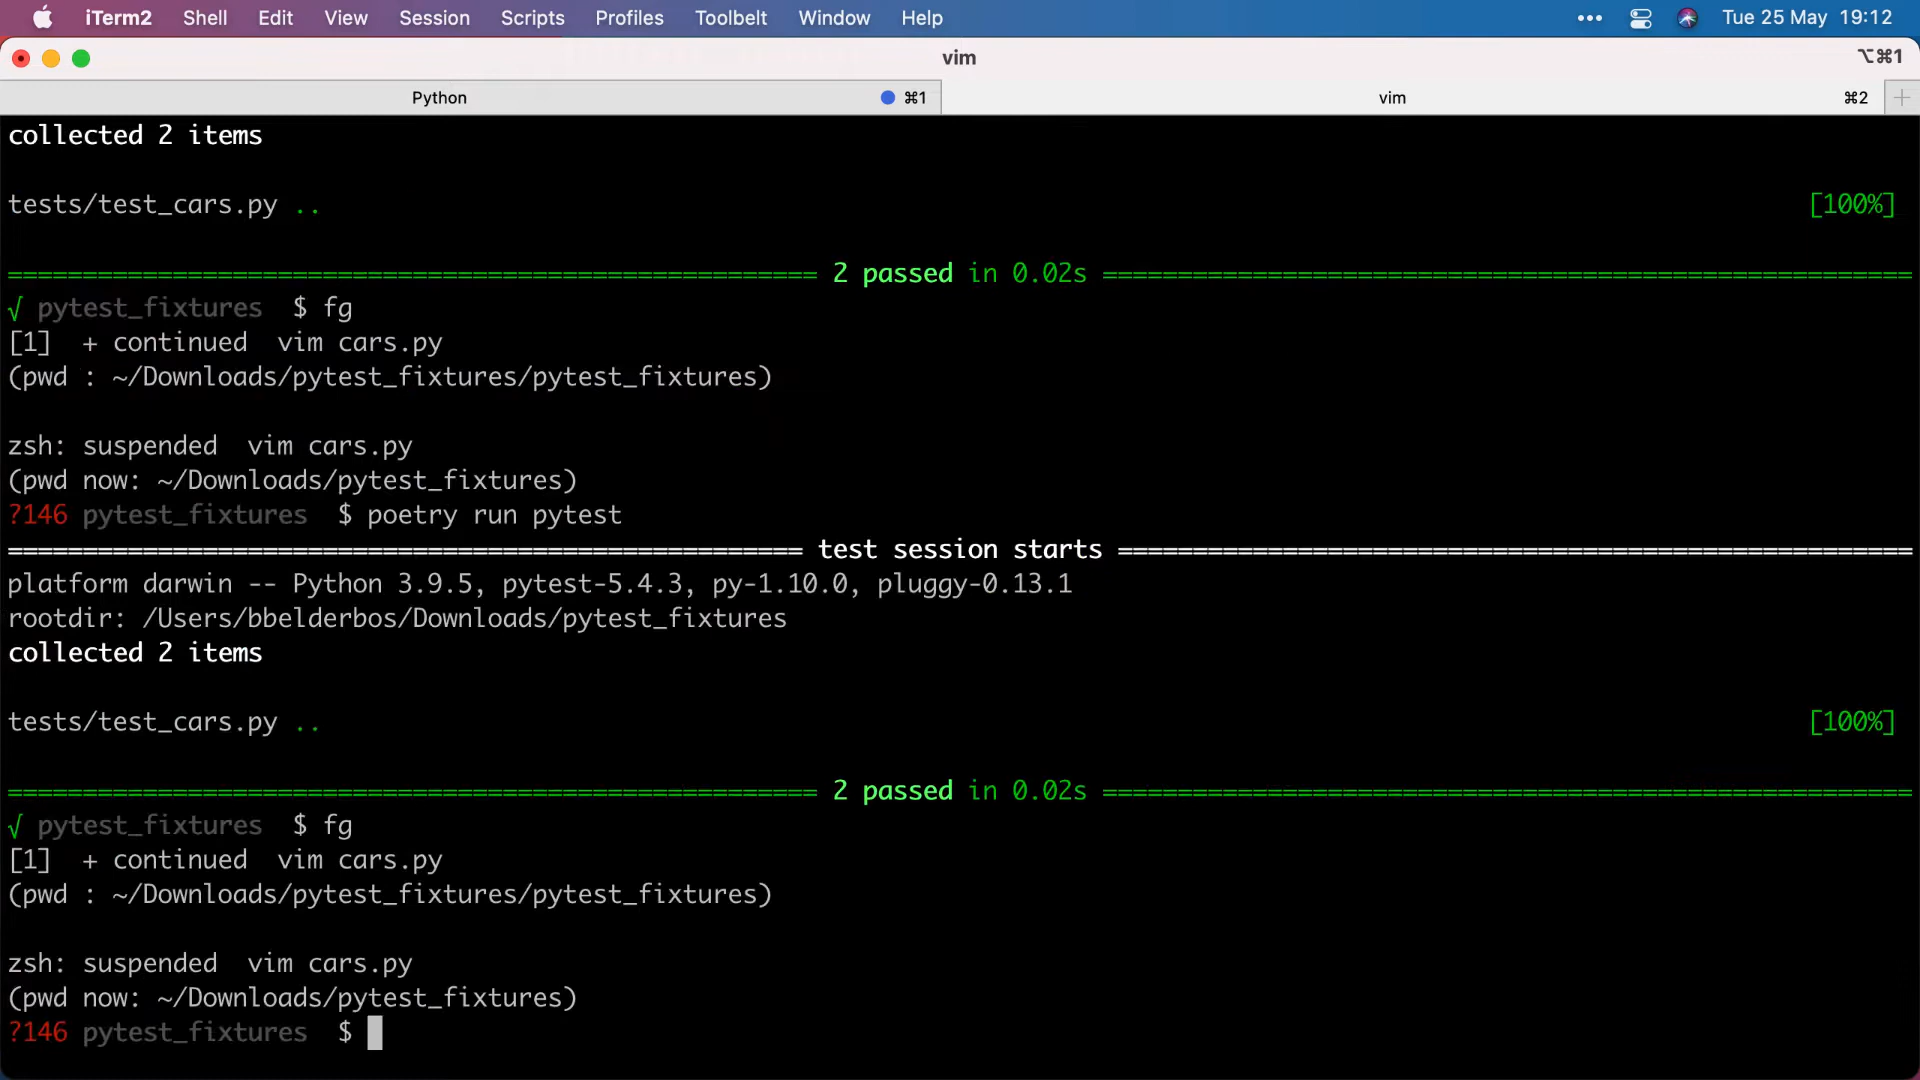 iTerm2 Shell Edit View Session Scripts Profiles Toolbelt Window Help Tue 25 May 19:12
vim ⌥⌘1
Python ⌘1 vim ⌘2
collected 2 items
tests/test_cars.py .. [100%]
====================================================== 2 passed in 0.02s ======================================================
√ pytest_fixtures $ fg
[1] + continued vim cars.py
(pwd : ~/Downloads/pytest_fixtures/pytest_fixtures)
zsh: suspended vim cars.py
(pwd now: ~/Downloads/pytest_fixtures)
?146 pytest_fixtures $ poetry run pytest
===================================================== test session starts =====================================================
platform darwin -- Python 3.9.5, pytest-5.4.3, py-1.10.0, pluggy-0.13.1
rootdir: /Users/bbelderbos/Downloads/pytest_fixtures
collected 2 items
tests/test_cars.py .. [100%]
====================================================== 2 passed in 0.02s ======================================================
√ pytest_fixtures $ fg
[1] + continued vim cars.py
(pwd : ~/Downloads/pytest_fixtures/pytest_fixtures)
zsh: suspended vim cars.py
(pwd now: ~/Downloads/pytest_fixtures)
?146 pytest_fixtures $